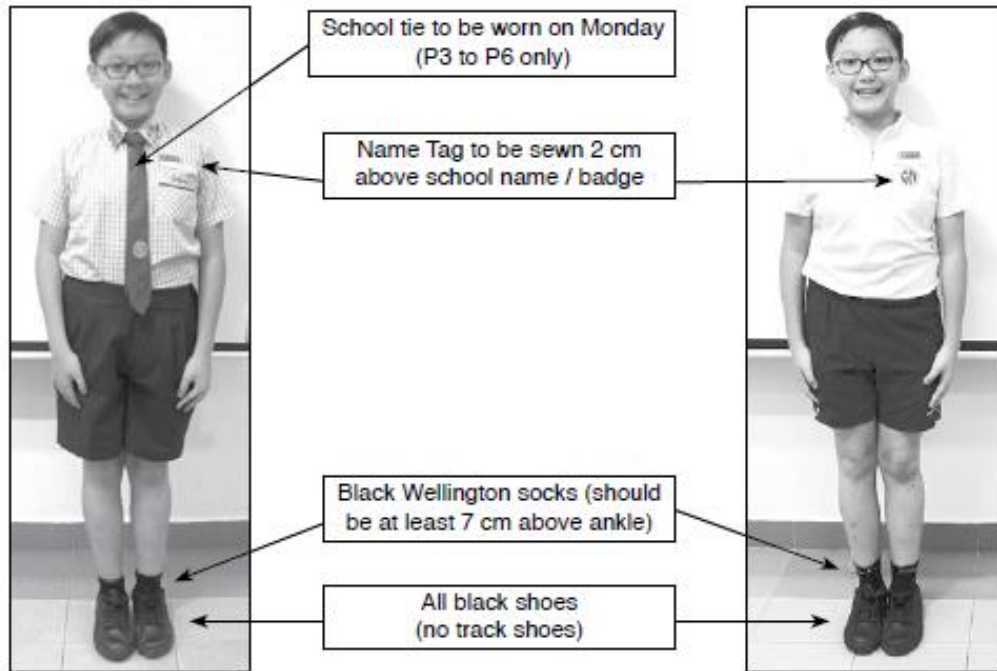 School tie to be worn on Monday
(P3 to P6 only)
Name Tag to be sewn 2 cm
above school name / badge
Black Wellington socks (should
be at least 7 cm above ankle)
All black shoes
(no track shoes)